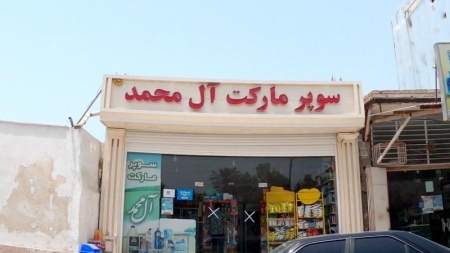 سوپر مارکت آل محمد
سوپر
مارکت
آل محمد